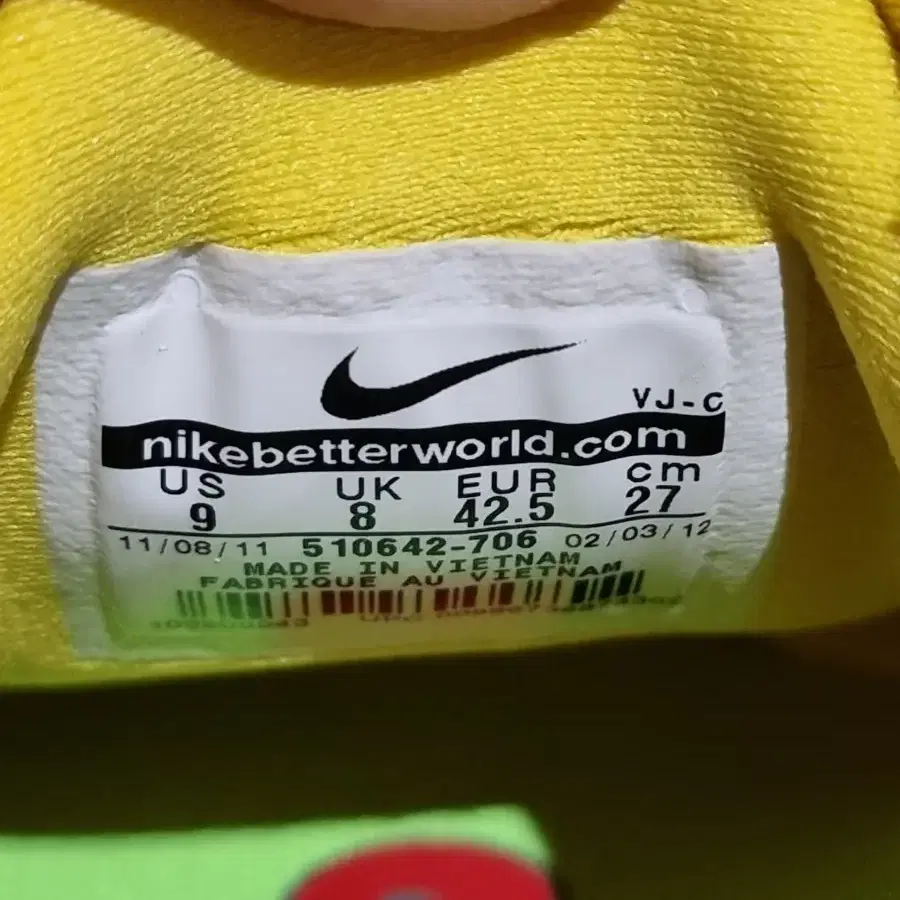 VJ-C
nikebetterworld.com
US UK EUR cm
9 8 42.5 27
11/08/11 510642-706 02/03/12
MADE IN VIETNAM
FABRIQUE AU VIETNAM
UPC